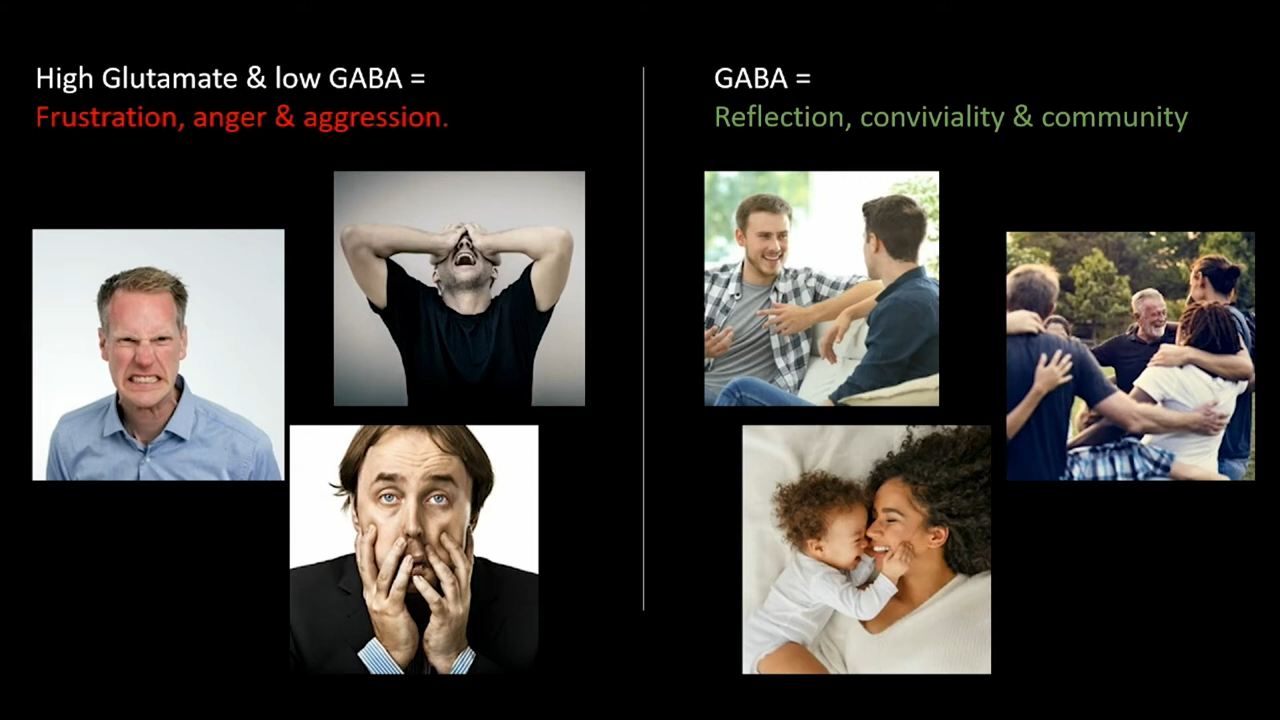 High Glutamate & low GABA =
Frustration, anger & aggression.
GABA =
Reflection, conviviality & community